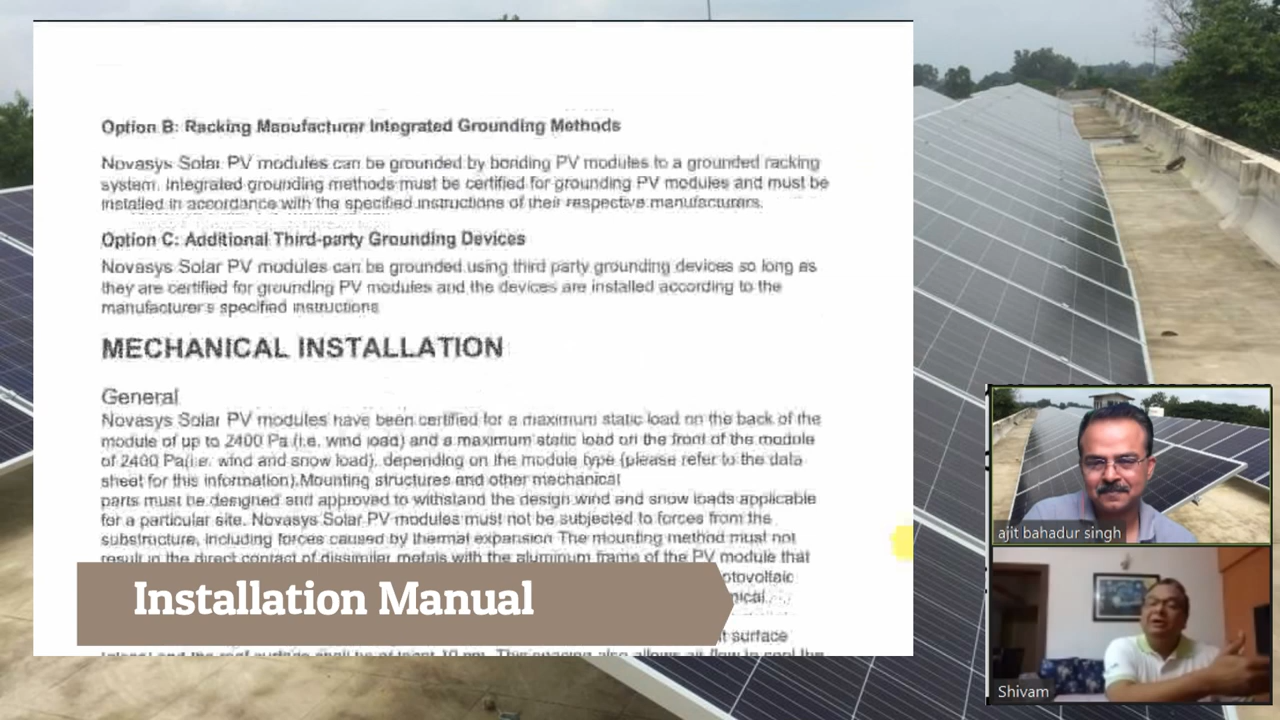 Option B: Racking Manufacturer Integrated Grounding Methods
Novasys Solar PV modules can be grounded by bonding PV modules to a grounded racking
system. Integrated grounding methods must be certified for grounding PV modules and must be
installed in accordance with the specified instructions of their respective manufacturers.
Option C: Additional Third-party Grounding Devices
Novasys Solar PV modules can be grounded using third party grounding devices so long as
they are certified for grounding PV modules and the devices are installed according to the
manufacturer's specified instructions
MECHANICAL INSTALLATION
General
Novasys Solar PV modules have been certified for a maximum static load on the back of the
module of up to 2400 Pa (i.e. wind load) and a maximum static load on the front of the module
of 2400 Pa(i.e. wind and snow load), depending on the module type (please refer to the data
sheet for this information).Mounting structures and other mechanical
parts must be designed and approved to withstand the design wind and snow loads applicable
for a particular site. Novasys Solar PV modules must not be subjected to forces from the
substructure, including forces caused by thermal expansion The mounting method must not
result in the direct contact of dissimilar metals with the aluminum frame of the PV module that
surface
Installation Manual
ajit bahadur singh
Shivam